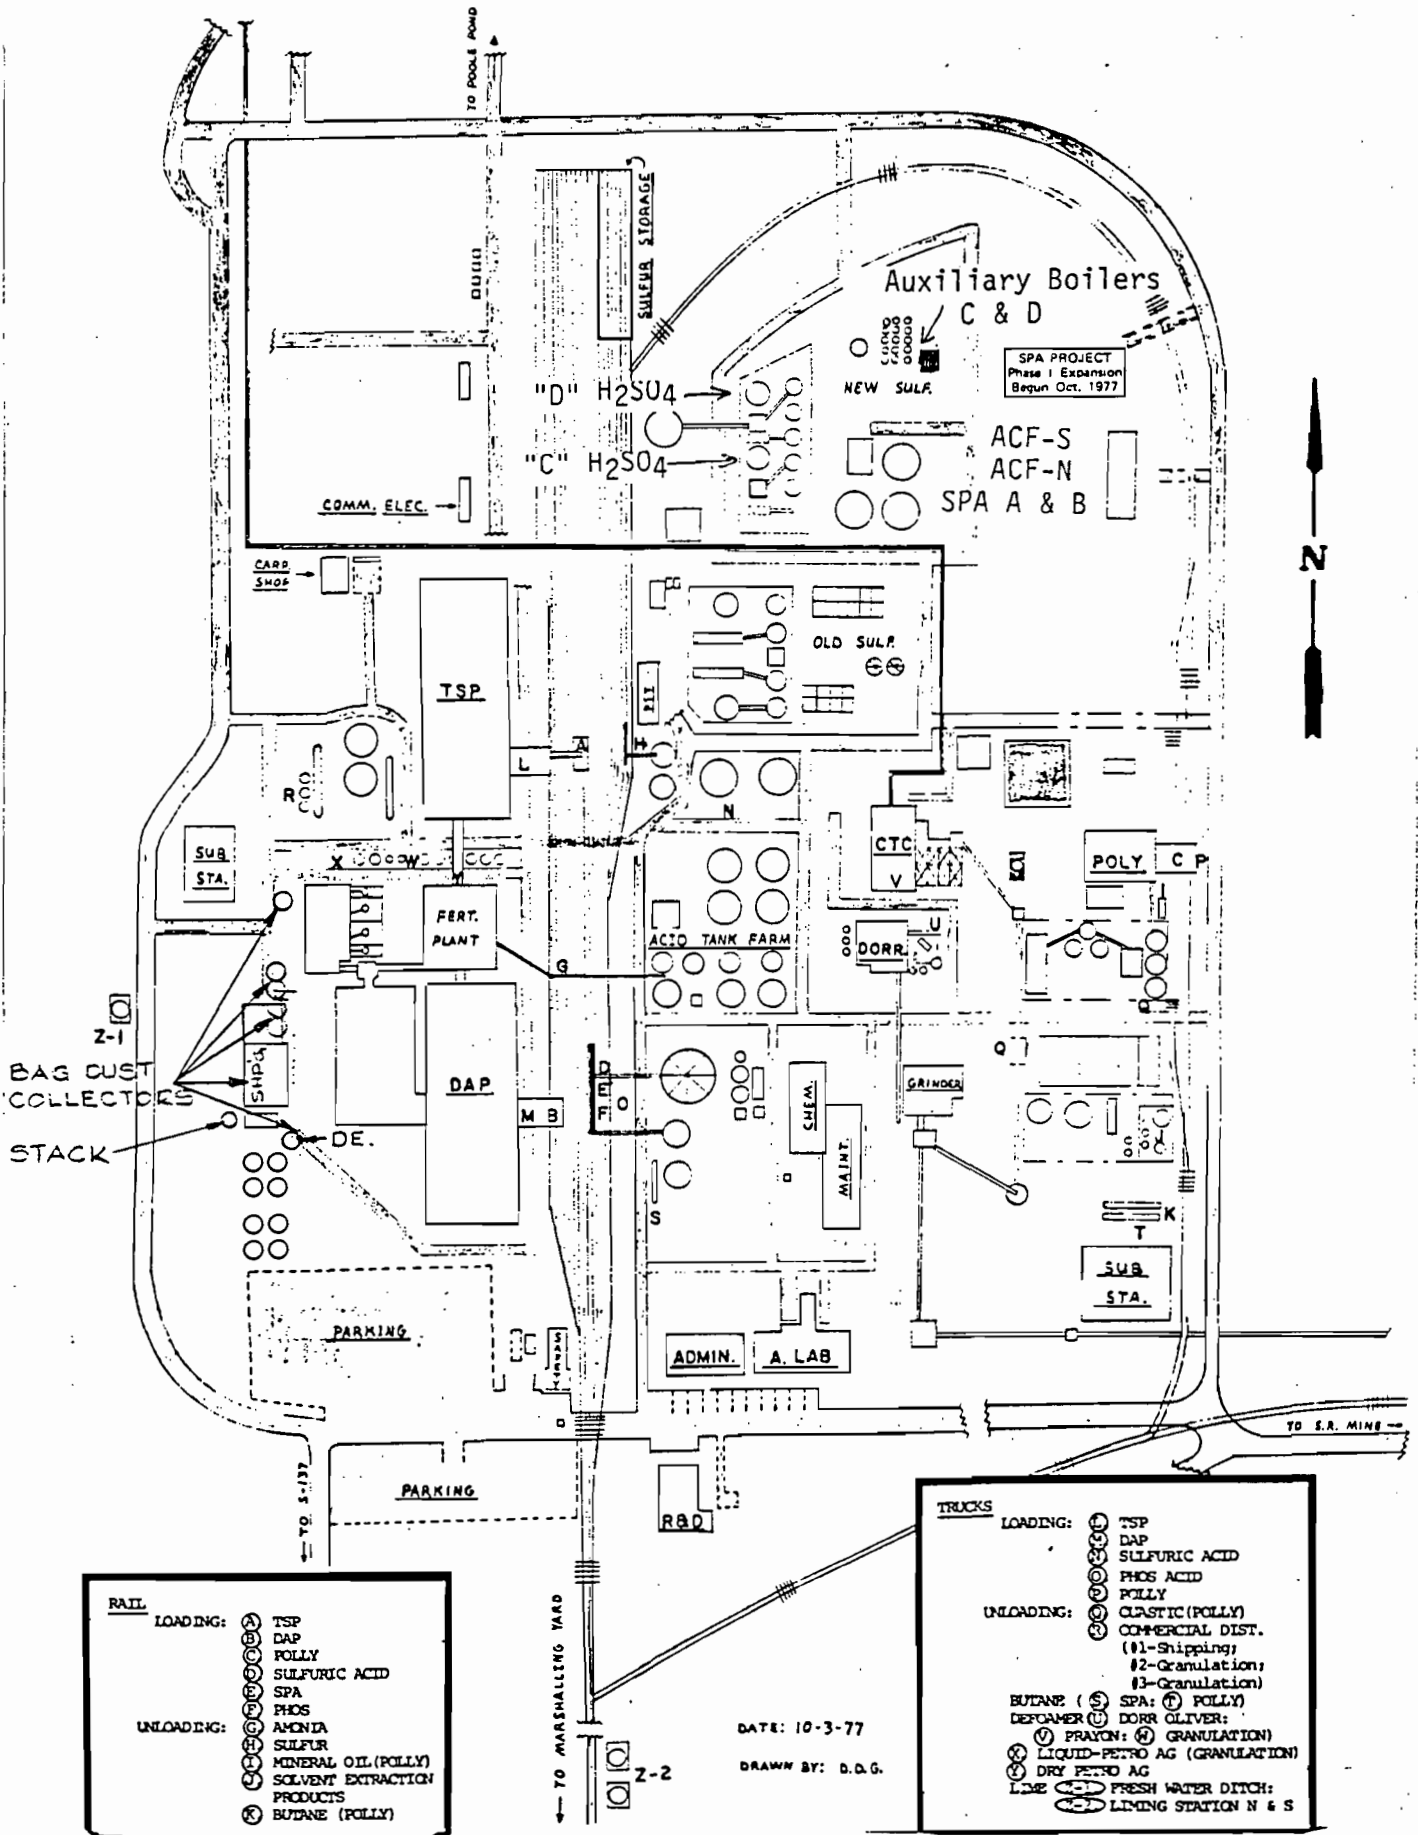 TO POOLE POND
SULFUR STORAGE
Auxiliary Boilers
C & D
SPA PROJECT
Phase I Expansion
Begun Oct. 1977
NEW SULF.
"D" H2SO4
"C" H2SO4
ACF-S
ACF-N
SPA A & B
COMM. ELEC.
N
CARP.
SHOP
OLD SULF.
TSP
PIT
L
A
H
R
N
SUB
STA.
X
W
CTC
V
POLY
C P
FERT.
PLANT
ACID TANK FARM
U
DORR.
G
Z-1
BAG DUST
COLLECTORS
SHP'G
DAP
M B
D
E
F
O
CHEM.
MAINT.
GRINDER
Q
STACK
DE.
S
K
T
SUB
STA.
PARKING
ADMIN.
A. LAB
TO S.R. MINE
TO S-137
PARKING
R&D
TO MARSHALLING YARD
Z-2
DATE: 10-3-77
DRAWN BY: D.D.G.
RAIL
LOADING: A TSP
B DAP
C POLLY
D SULFURIC ACID
E SPA
F PHOS
UNLOADING: G AMONIA
H SULFUR
I MINERAL OIL (POLLY)
J SOLVENT EXTRACTION
PRODUCTS
K BUTANE (POLLY)
TRUCKS
LOADING: L TSP
M DAP
N SULFURIC ACID
O PHOS ACID
P POLLY
UNLOADING: Q CUASTIC (POLLY)
R COMMERCIAL DIST.
(#1-Shipping;
#2-Granulation;
#3-Granulation)
BUTANE (S SPA: T POLLY)
DEFOAMER U DORR OLIVER:
V PRAYON: W GRANULATION)
X LIQUID-PETRO AG (GRANULATION)
Y DRY PETRO AG
LIME Z-1 FRESH WATER DITCH:
Z-2 LIMING STATION N & S